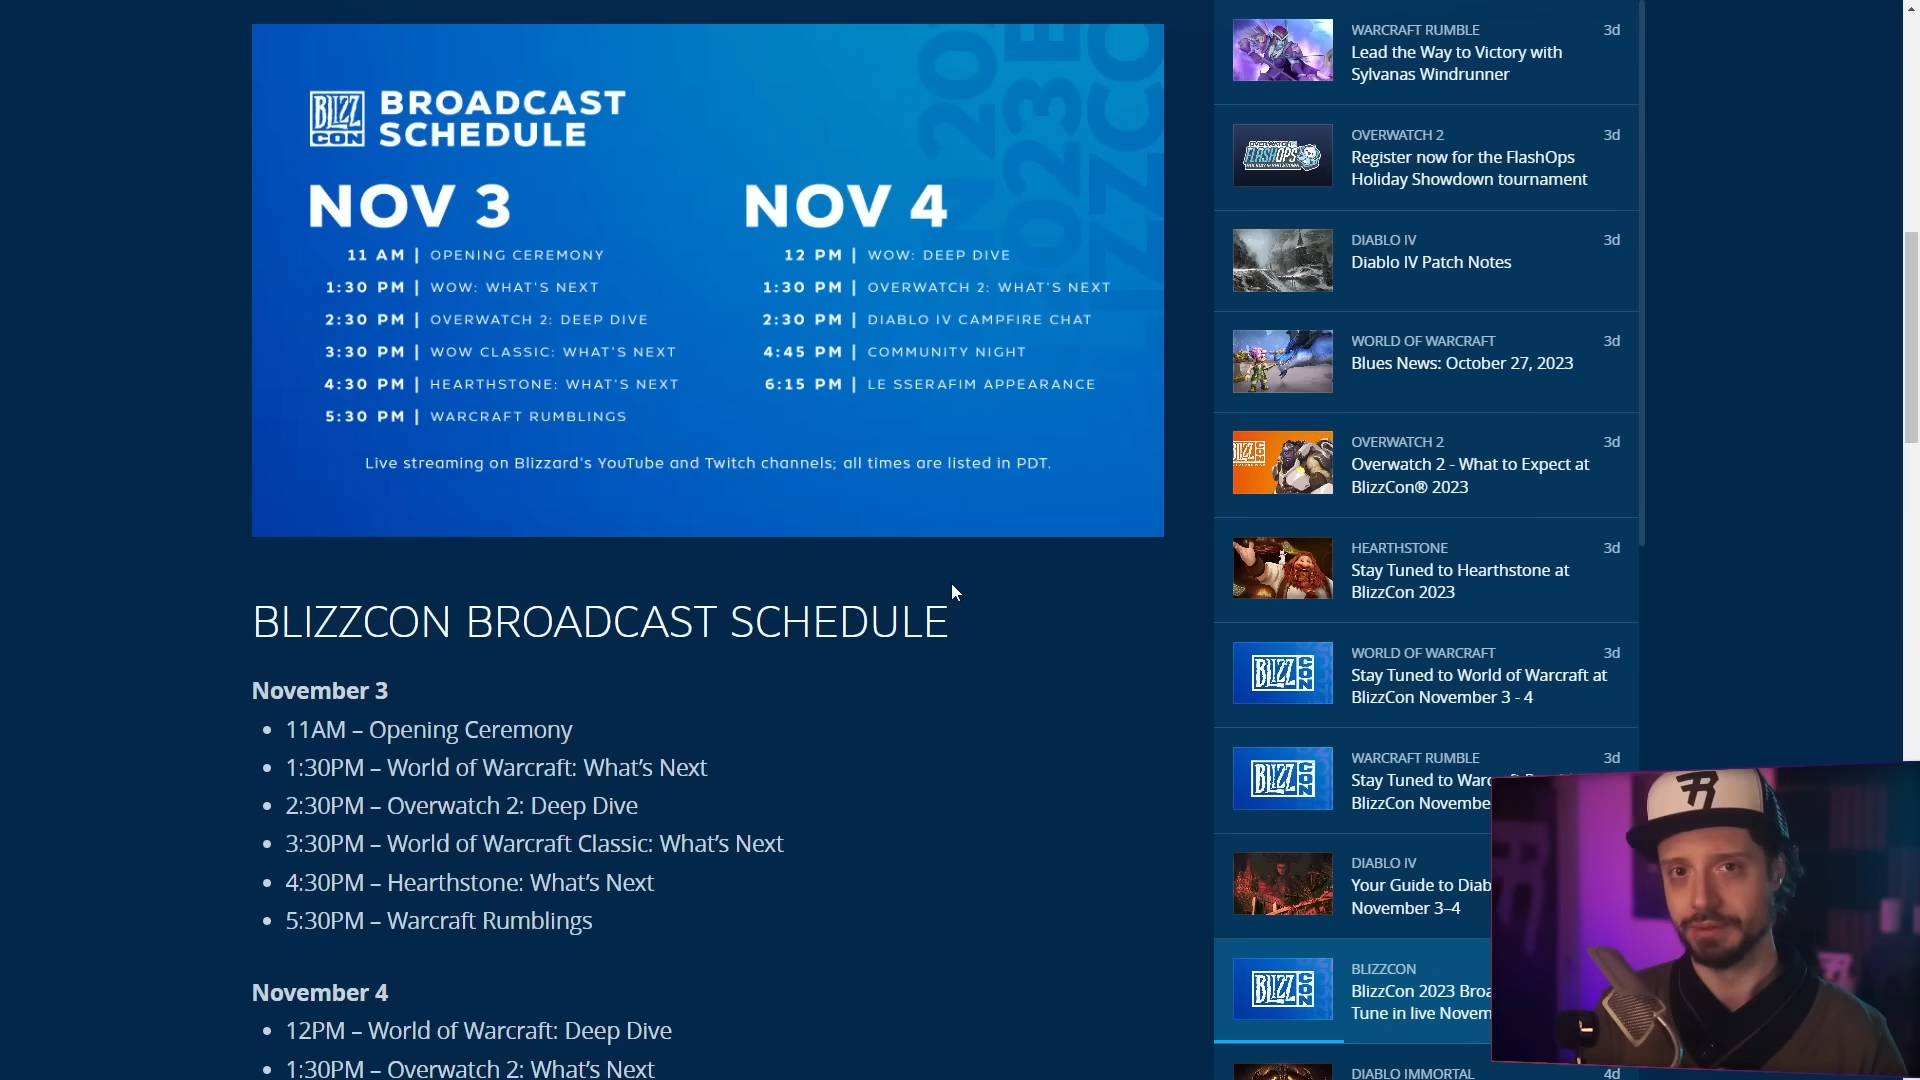 BLIZZ CON
BROADCAST
SCHEDULE
NOV 3
11 AM | OPENING CEREMONY
1:30 PM | WOW: WHAT'S NEXT
2:30 PM | OVERWATCH 2: DEEP DIVE
3:30 PM | WOW CLASSIC: WHAT'S NEXT
4:30 PM | HEARTHSTONE: WHAT'S NEXT
5:30 PM | WARCRAFT RUMBLINGS
NOV 4
12 PM | WOW: DEEP DIVE
1:30 PM | OVERWATCH 2: WHAT'S NEXT
2:30 PM | DIABLO IV CAMPFIRE CHAT
4:45 PM | COMMUNITY NIGHT
6:15 PM | LE SSERAFIM APPEARANCE
Live streaming on Blizzard's YouTube and Twitch channels; all times are listed in PDT.
BLIZZCON BROADCAST SCHEDULE
November 3
• 11AM – Opening Ceremony
• 1:30PM – World of Warcraft: What's Next
• 2:30PM – Overwatch 2: Deep Dive
• 3:30PM – World of Warcraft Classic: What's Next
• 4:30PM – Hearthstone: What's Next
• 5:30PM – Warcraft Rumblings
November 4
• 12PM – World of Warcraft: Deep Dive
• 1:30PM – Overwatch 2: What's Next
WARCRAFT RUMBLE 3d
Lead the Way to Victory with
Sylvanas Windrunner
OVERWATCH 2 3d
Register now for the FlashOps
Holiday Showdown tournament
FLASHOPS
DIABLO IV 3d
Diablo IV Patch Notes
WORLD OF WARCRAFT 3d
Blues News: October 27, 2023
OVERWATCH 2 3d
Overwatch 2 - What to Expect at
BlizzCon® 2023
HEARTHSTONE 3d
Stay Tuned to Hearthstone at
BlizzCon 2023
WORLD OF WARCRAFT 3d
Stay Tuned to World of Warcraft at
BlizzCon November 3 - 4
BLIZZ CON
WARCRAFT RUMBLE 3d
Stay Tuned to
BlizzCon
BLIZZ CON
DIABLO IV
Your Guide to
November 3–4
BLIZZCON
BlizzCon 2023
Tune in live
BLIZZ CON
DIABLO IMMORTAL 4d